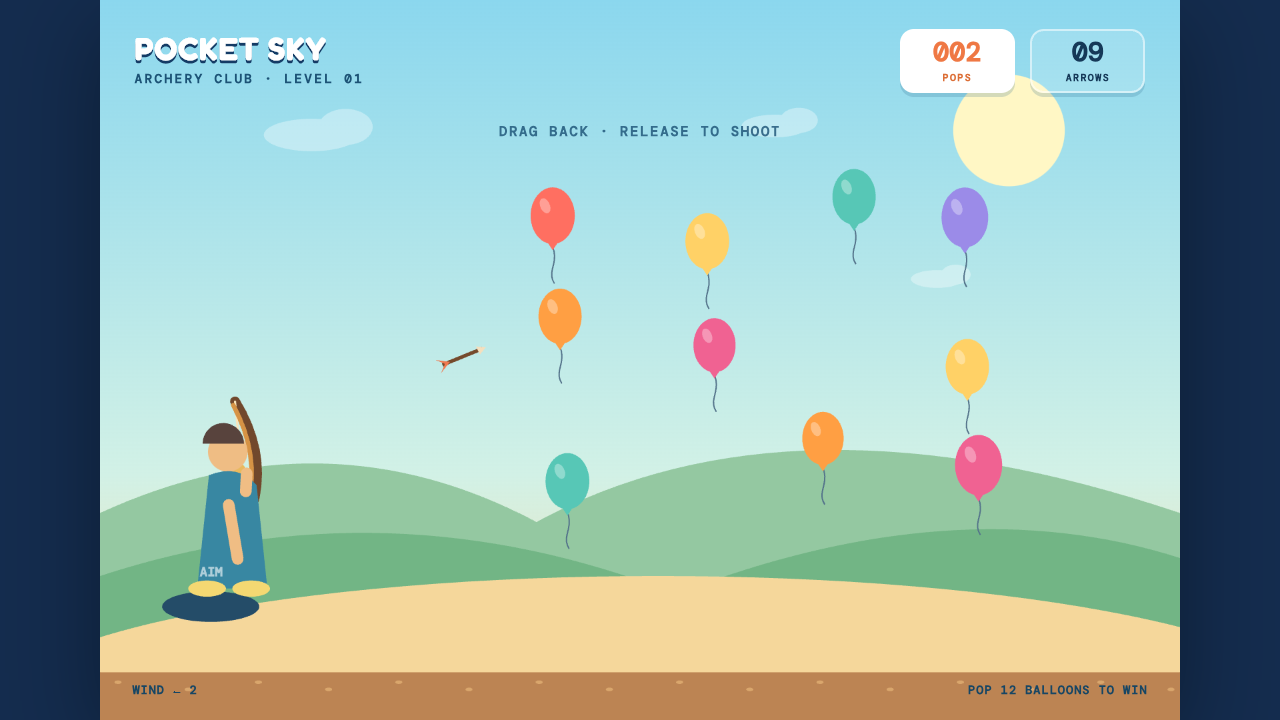 POCKET SKY
ARCHERY CLUB · LEVEL 01
002
POPS
09
ARROWS
DRAG BACK · RELEASE TO SHOOT
AIM
WIND ← 2
POP 12 BALLOONS TO WIN